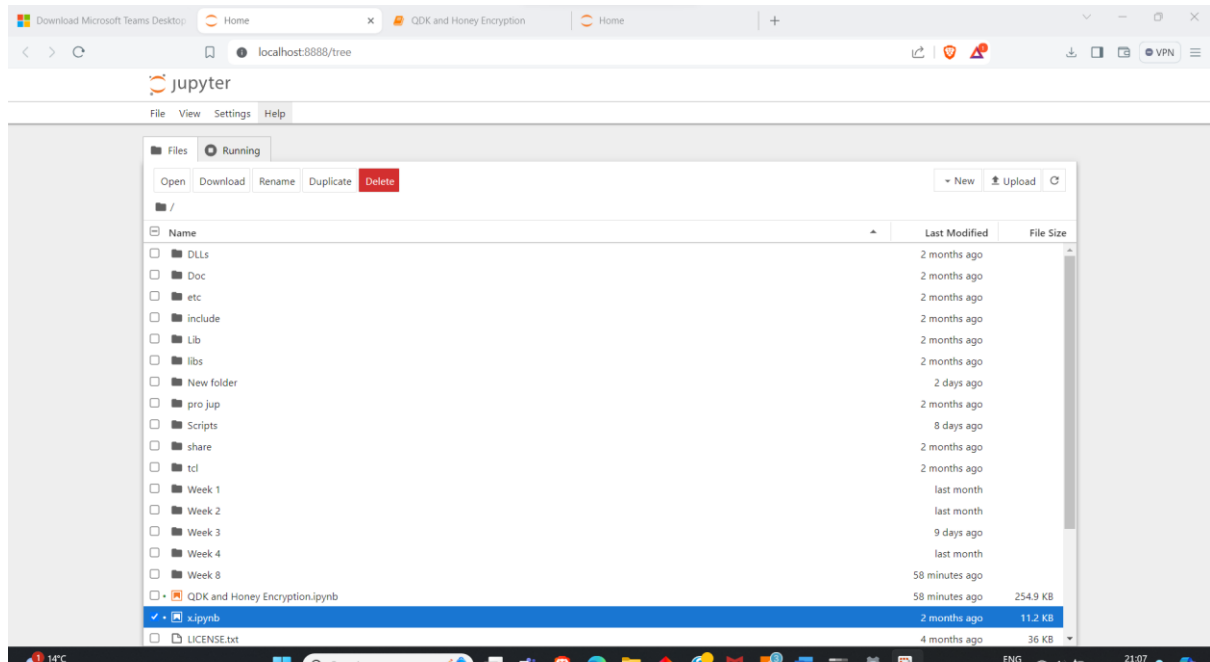 Download Microsoft Teams Desktop Home QDK and Honey Encryption Home
localhost:8888/tree VPN
jupyter
File View Settings Help
Files Running
Open Download Rename Duplicate Delete New Upload
/
Name Last Modified File Size
DLLs 2 months ago
Doc 2 months ago
etc 2 months ago
include 2 months ago
Lib 2 months ago
libs 2 months ago
New folder 2 days ago
pro jup 2 months ago
Scripts 8 days ago
share 2 months ago
tcl 2 months ago
Week 1 last month
Week 2 last month
Week 3 9 days ago
Week 4 last month
Week 8 58 minutes ago
QDK and Honey Encryption.ipynb 58 minutes ago 254.9 KB
x.ipynb 2 months ago 11.2 KB
LICENSE.txt 4 months ago 36 KB
1 14°C 3 ENG 21:07